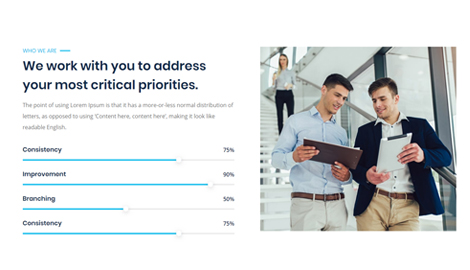 WHO WE ARE
We work with you to address
your most critical priorities.
The point of using Lorem Ipsum is that it has a more-or-less normal distribution of
letters, as opposed to using 'Content here, content here', making it look like
readable English.
Consistency 75%
Improvement 90%
Branching 50%
Consistency 75%